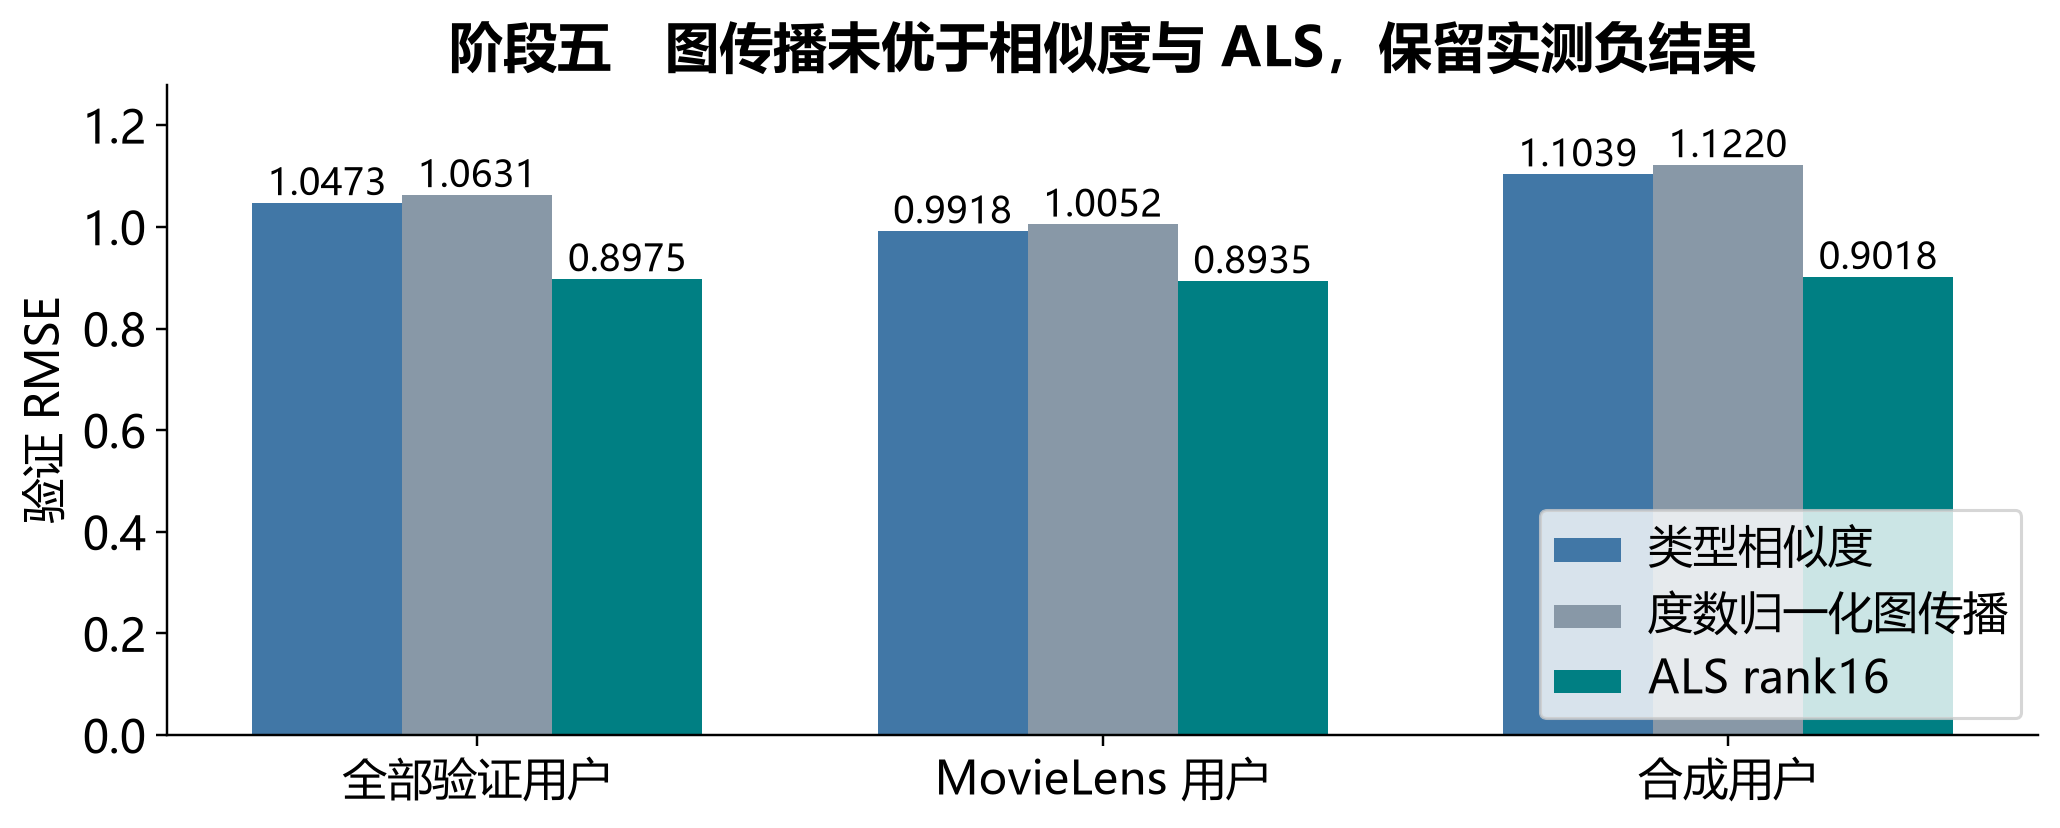 阶段五　图传播未优于相似度与 ALS，保留实测负结果
验证 RMSE
1.2
1.0
0.8
0.6
0.4
0.2
0.0
1.0473
1.0631
0.8975
0.9918
1.0052
0.8935
1.1039
1.1220
0.9018
类型相似度
度数归一化图传播
ALS rank16
全部验证用户
MovieLens 用户
合成用户